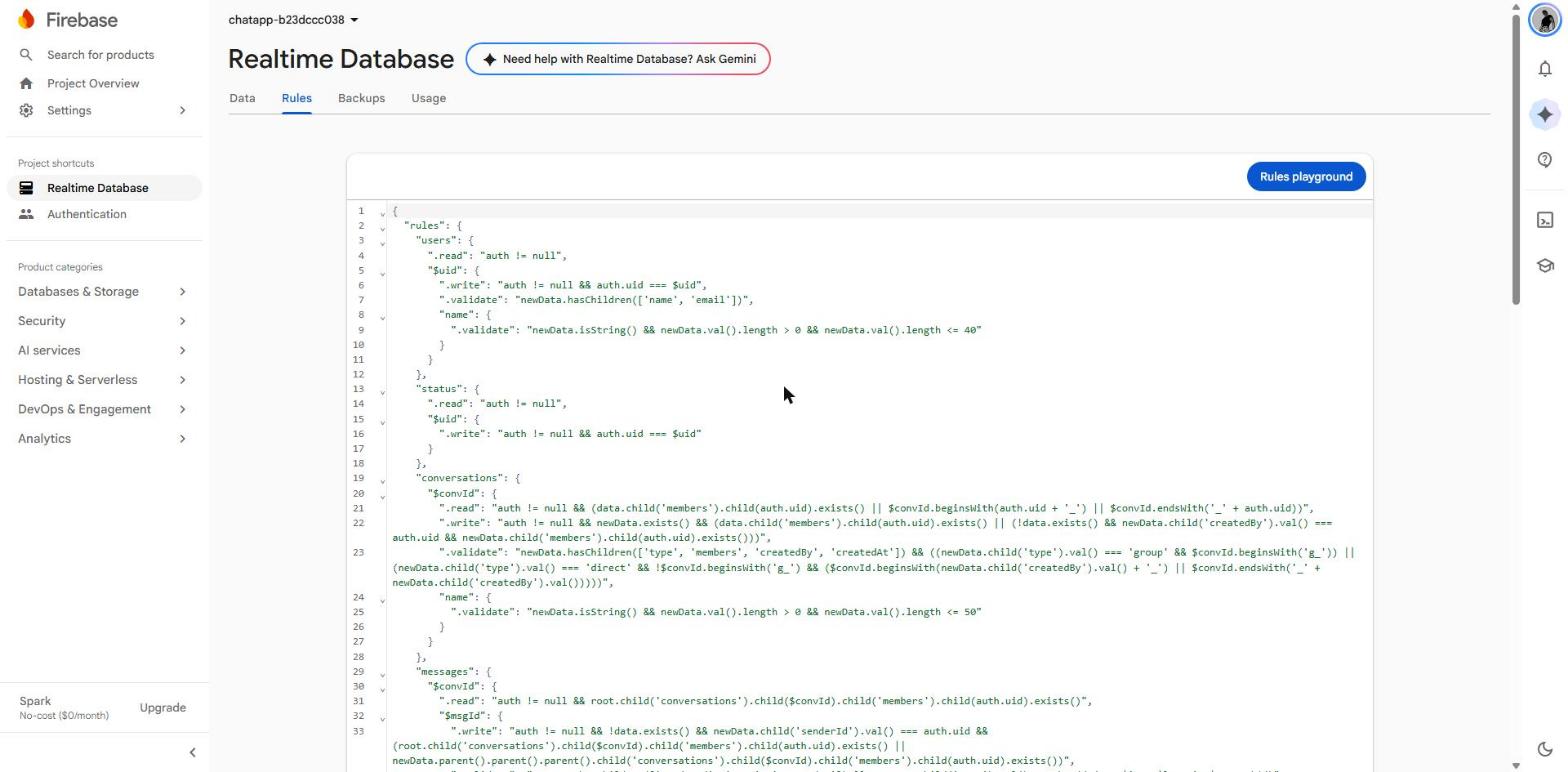 Firebase
Search for products
Project Overview
Settings
Project shortcuts
Realtime Database
Authentication
Product categories
Databases & Storage
Security
AI services
Hosting & Serverless
DevOps & Engagement
Analytics
Spark
No-cost ($0/month)
Upgrade
chatapp-b23dccc038
Realtime Database
Need help with Realtime Database? Ask Gemini
Data Rules Backups Usage
Rules playground
1 {
2 "rules": {
3 "users": {
4 ".read": "auth != null",
5 "$uid": {
6 ".write": "auth != null && auth.uid === $uid",
7 ".validate": "newData.hasChildren(['name', 'email'])",
8 "name": {
9 ".validate": "newData.isString() && newData.val().length > 0 && newData.val().length <= 40"
10 }
11 }
12 },
13 "status": {
14 ".read": "auth != null",
15 "$uid": {
16 ".write": "auth != null && auth.uid === $uid"
17 }
18 },
19 "conversations": {
20 "$convId": {
21 ".read": "auth != null && (data.child('members').child(auth.uid).exists() || $convId.beginsWith(auth.uid + '_') || $convId.endsWith('_' + auth.uid))",
22 ".write": "auth != null && newData.exists() && (data.child('members').child(auth.uid).exists() || (!data.exists() && newData.child('createdBy').val() ===
auth.uid && newData.child('members').child(auth.uid).exists()))",
23 ".validate": "newData.hasChildren(['type', 'members', 'createdBy', 'createdAt']) && ((newData.child('type').val() === 'group' && $convId.beginsWith('g_')) ||
(newData.child('type').val() === 'direct' && !$convId.beginsWith('g_') && ($convId.beginsWith(newData.child('createdBy').val() + '_') || $convId.endsWith('_' +
newData.child('createdBy').val()))))",
24 "name": {
25 ".validate": "newData.isString() && newData.val().length > 0 && newData.val().length <= 50"
26 }
27 }
28 },
29 "messages": {
30 "$convId": {
31 ".read": "auth != null && root.child('conversations').child($convId).child('members').child(auth.uid).exists()",
32 "$msgId": {
33 ".write": "auth != null && !data.exists() && newData.child('senderId').val() === auth.uid &&
(root.child('conversations').child($convId).child('members').child(auth.uid).exists() ||
newData.parent().parent().parent().child('conversations').child($convId).child('members').child(auth.uid).exists())",